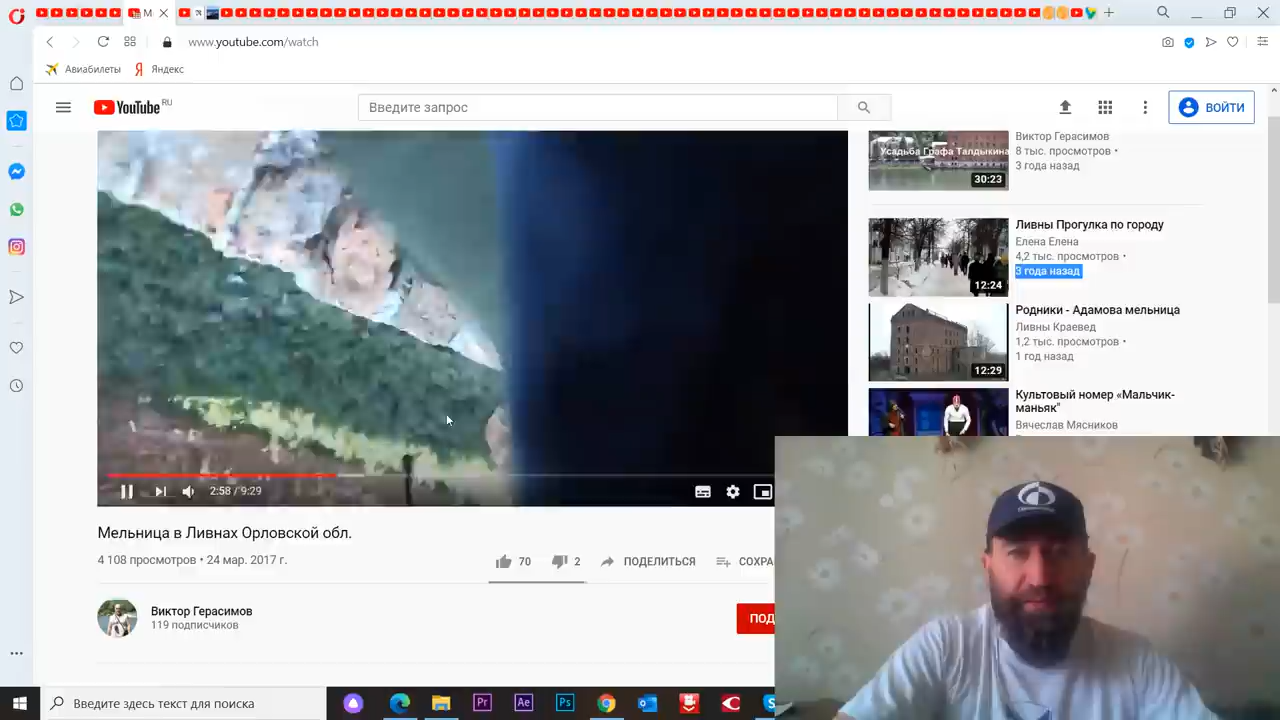 М
www.youtube.com/watch
Авиабилеты
Яндекс
YouTube RU
Введите запрос
ВОЙТИ
Усадьба Графа Талдыкина
30:23
Виктор Герасимов
8 тыс. просмотров •
3 года назад
Ливны Прогулка по городу
Елена Елена
4,2 тыс. просмотров •
3 года назад
12:24
Родники - Адамова мельница
Ливны Краевед
1,2 тыс. просмотров •
1 год назад
12:29
Культовый номер «Мальчик-
маньяк"
Вячеслав Мясников
2:58 / 9:29
Мельница в Ливнах Орловской обл.
4 108 просмотров • 24 мар. 2017 г.
70
2
ПОДЕЛИТЬСЯ
СОХРА
Виктор Герасимов
119 подписчиков
ПОД
Введите здесь текст для поиска
Pr
Ae
Ps